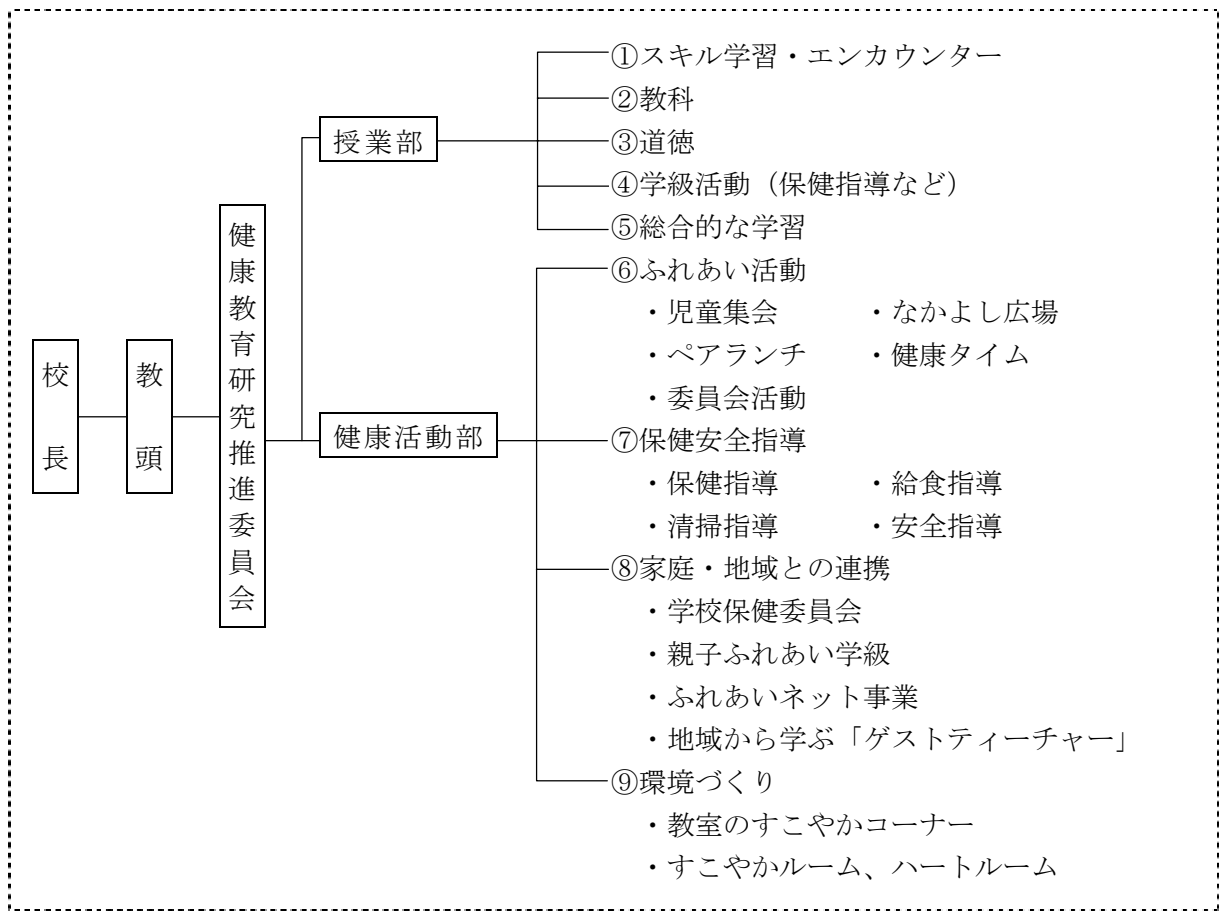 校長
教頭
健康教育研究推進委員会
授業部
①スキル学習・エンカウンター
②教科
③道徳
④学級活動（保健指導など）
⑤総合的な学習
健康活動部
⑥ふれあい活動
・児童集会　・なかよし広場
・ペアランチ　・健康タイム
・委員会活動
⑦保健安全指導
・保健指導　・給食指導
・清掃指導　・安全指導
⑧家庭・地域との連携
・学校保健委員会
・親子ふれあい学級
・ふれあいネット事業
・地域から学ぶ「ゲストティーチャー」
⑨環境づくり
・教室のすこやかコーナー
・すこやかルーム、ハートルーム